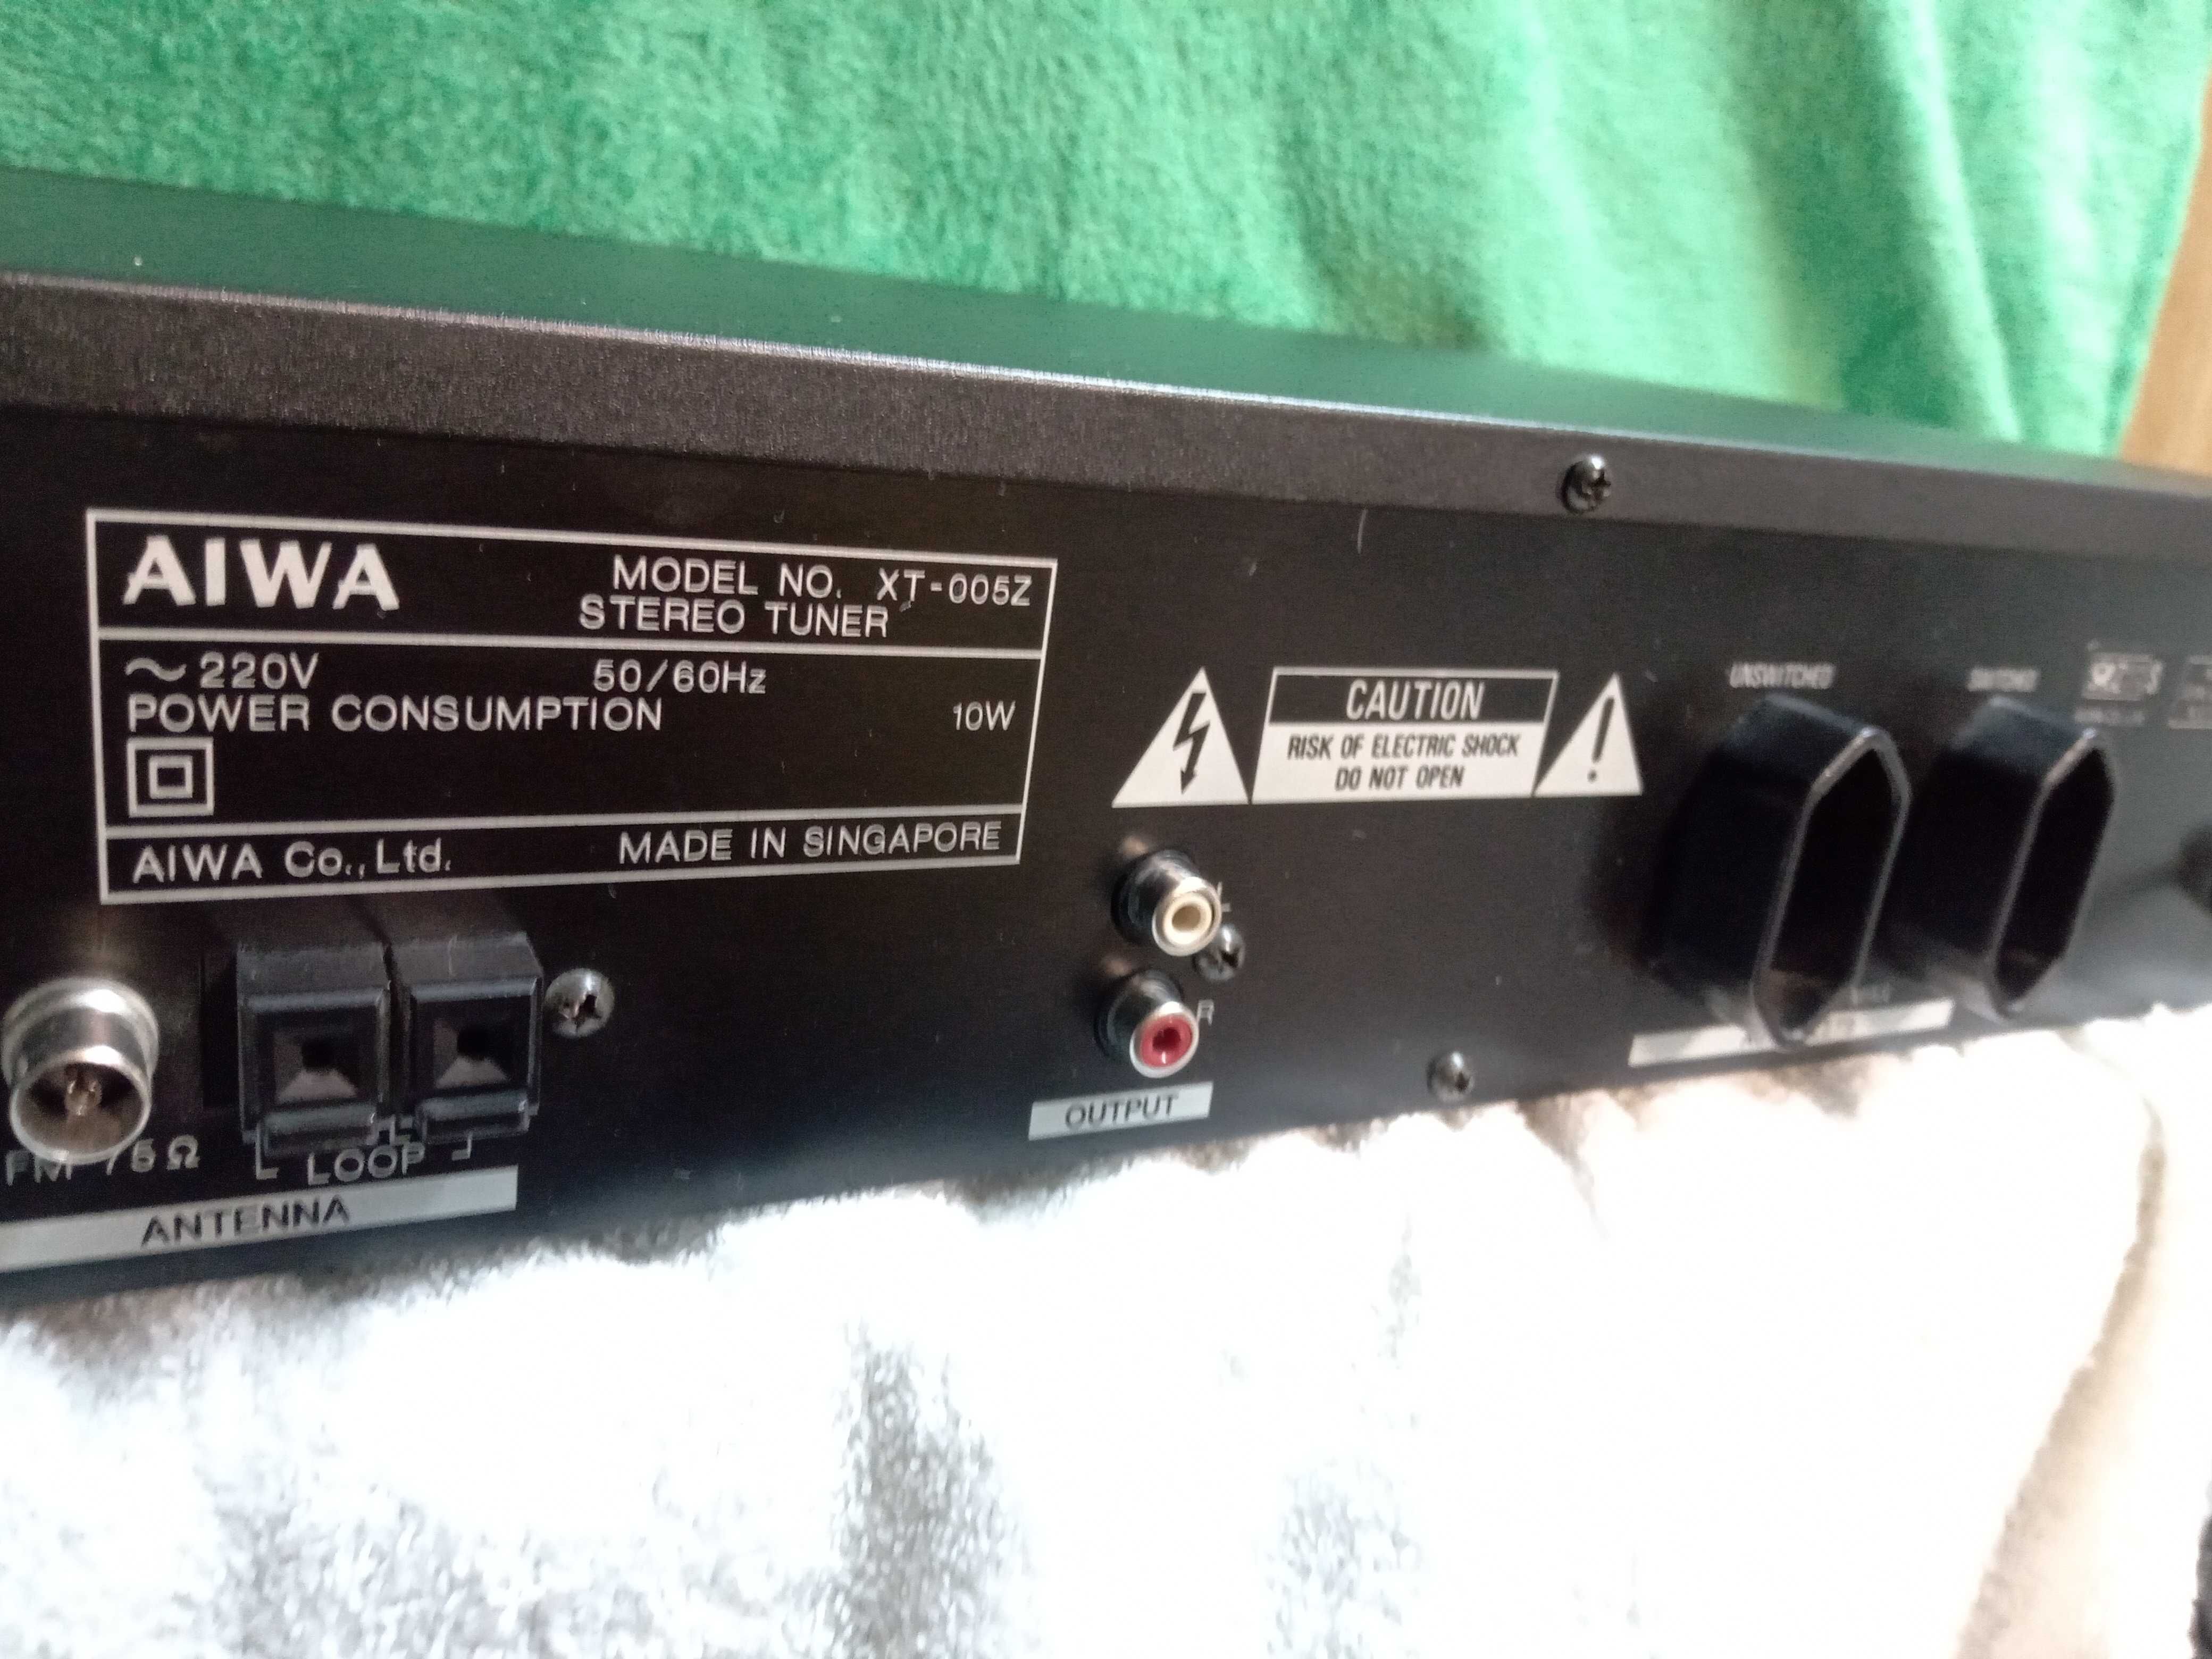 AIWA
MODEL NO. XT-005Z
STEREO TUNER
~220V 50/60Hz
POWER CONSUMPTION 10W
AIWA Co.,Ltd. MADE IN SINGAPORE
CAUTION
RISK OF ELECTRIC SHOCK
DO NOT OPEN
UNSWITCHED SWITCHED
L
R
OUTPUT
FM 75Ω
LOOP
ANTENNA